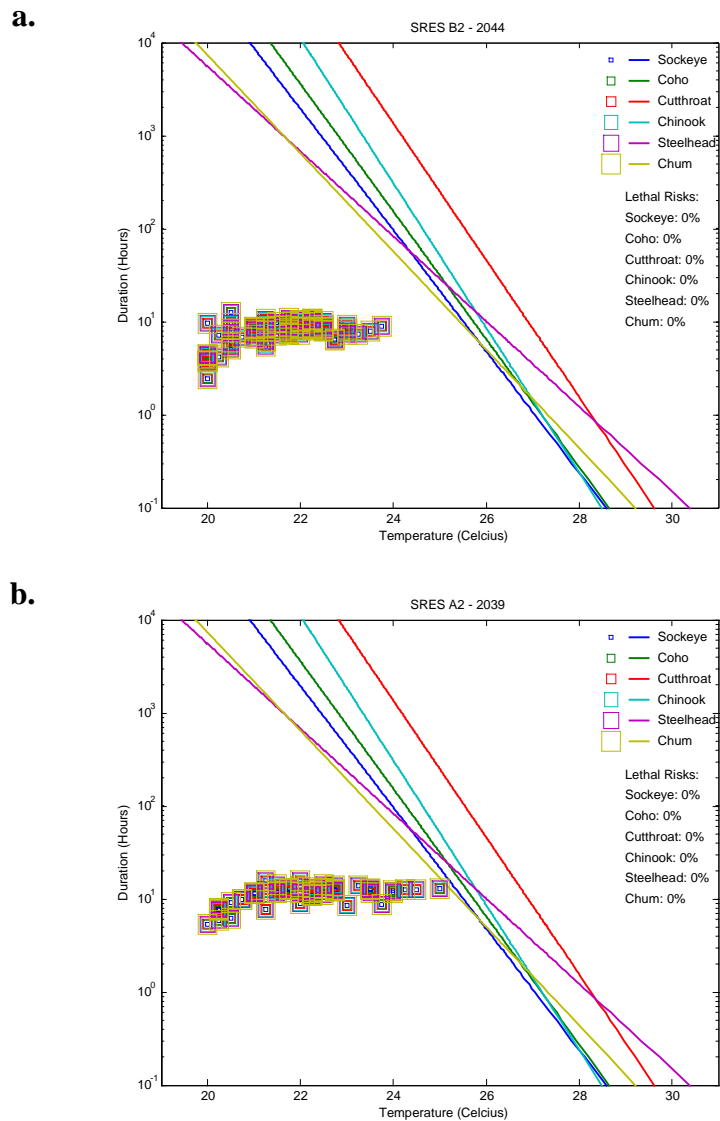 a.
SRES B2 - 2044
10^4
10^3
10^2
10^1
10^0
10^-1
Duration (Hours)
Sockeye
Coho
Cutthroat
Chinook
Steelhead
Chum
Lethal Risks:
Sockeye: 0%
Coho: 0%
Cutthroat: 0%
Chinook: 0%
Steelhead: 0%
Chum: 0%
20 22 24 26 28 30
Temperature (Celcius)
b.
SRES A2 - 2039
10^4
10^3
10^2
10^1
10^0
10^-1
Duration (Hours)
Sockeye
Coho
Cutthroat
Chinook
Steelhead
Chum
Lethal Risks:
Sockeye: 0%
Coho: 0%
Cutthroat: 0%
Chinook: 0%
Steelhead: 0%
Chum: 0%
20 22 24 26 28 30
Temperature (Celcius)